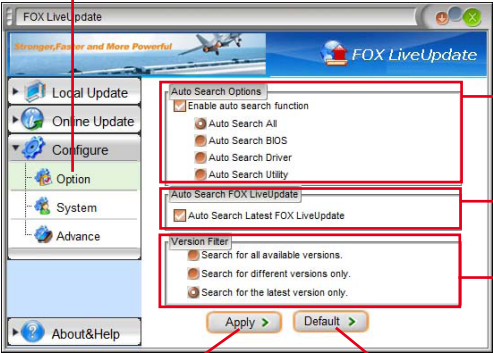 FOX LiveUpdate
Stronger,Faster and More Powerful
FOX LiveUpdate
Local Update
Online Update
Configure
Option
System
Advance
About&Help
Auto Search Options
Enable auto search function
Auto Search All
Auto Search BIOS
Auto Search Driver
Auto Search Utility
Auto Search FOX LiveUpdate
Auto Search Latest FOX LiveUpdate
Version Filter
Search for all available versions.
Search for different versions only.
Search for the latest version only.
Apply >
Default >